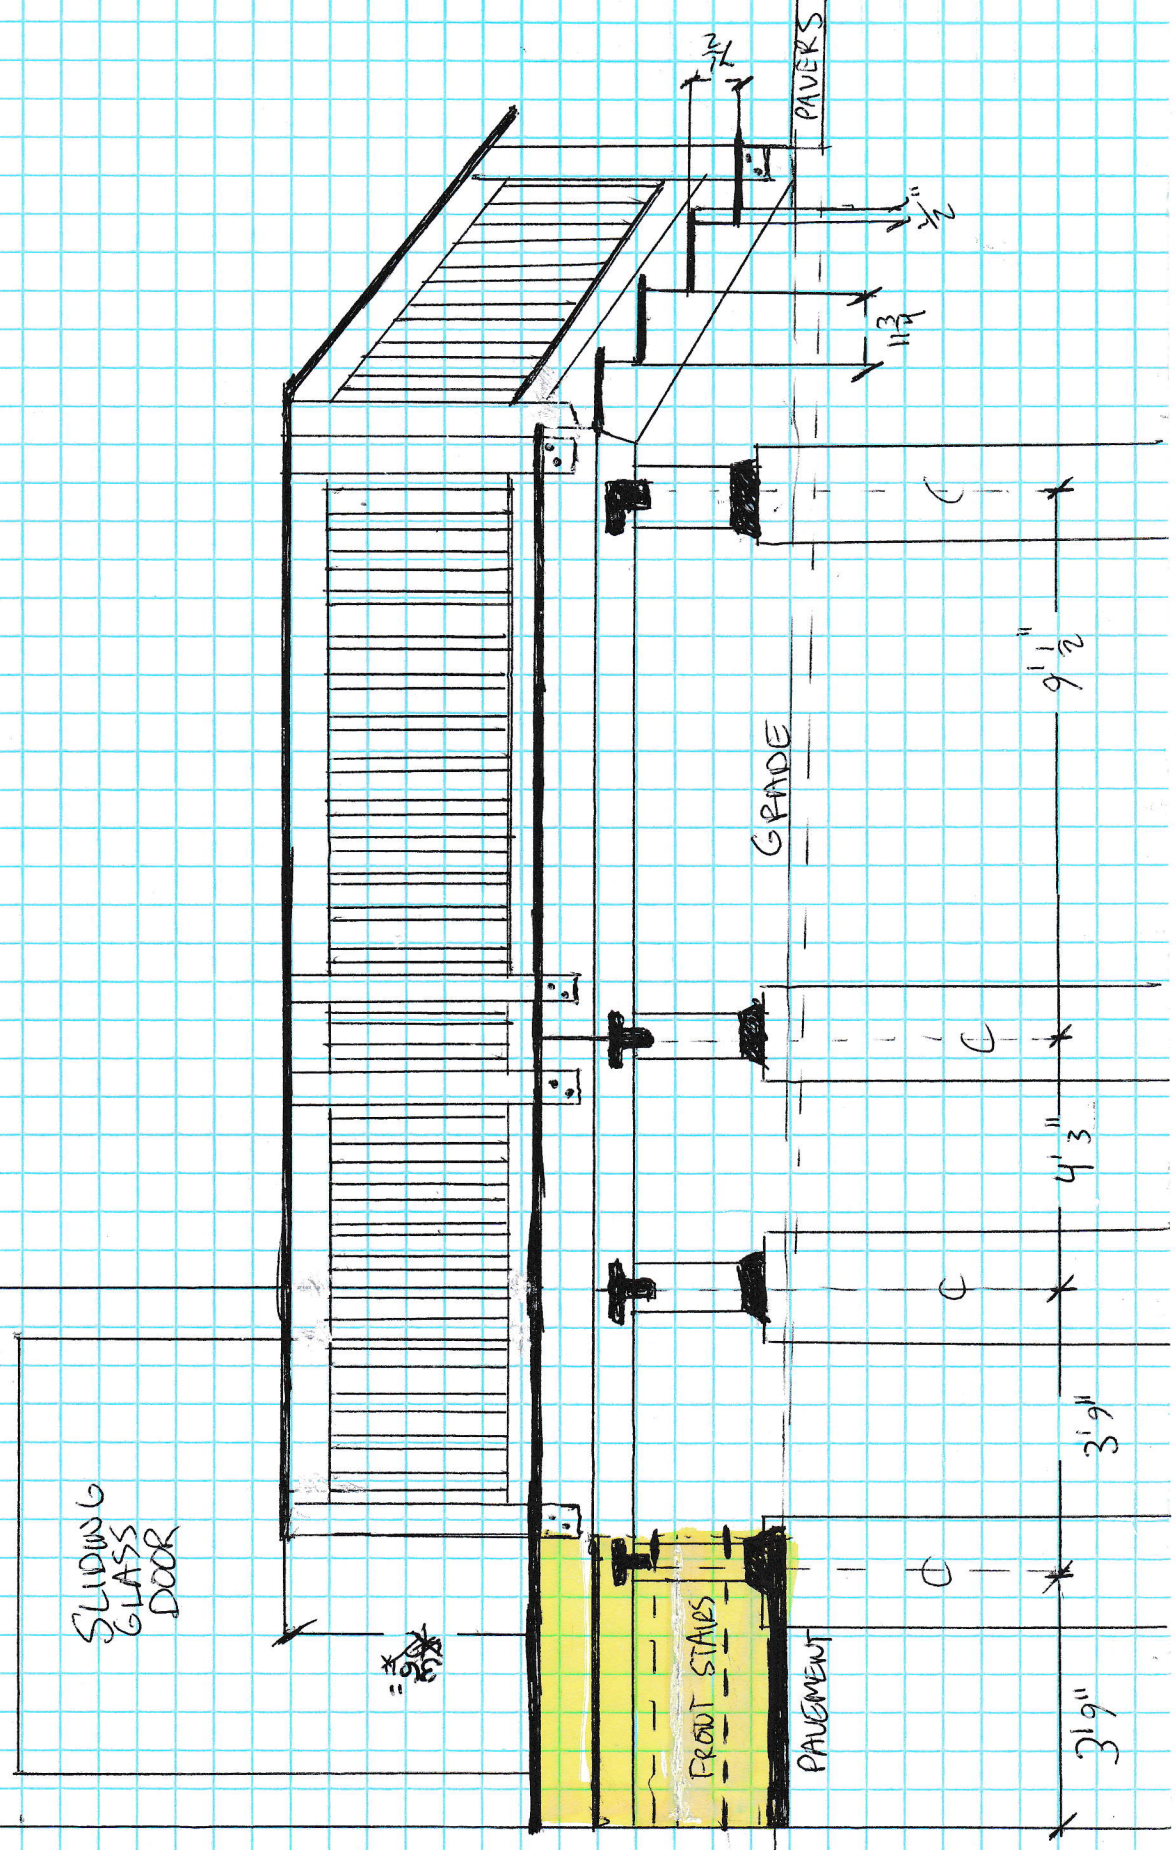 SLIDING
GLASS
DOOR
7 1/2
FRONT STAIRS
GRADE
PAVERS
PAVEMENT
11 3/4
1/2"
C
C
C
C
3'9"
3'9"
4'3"
9' 1/2"